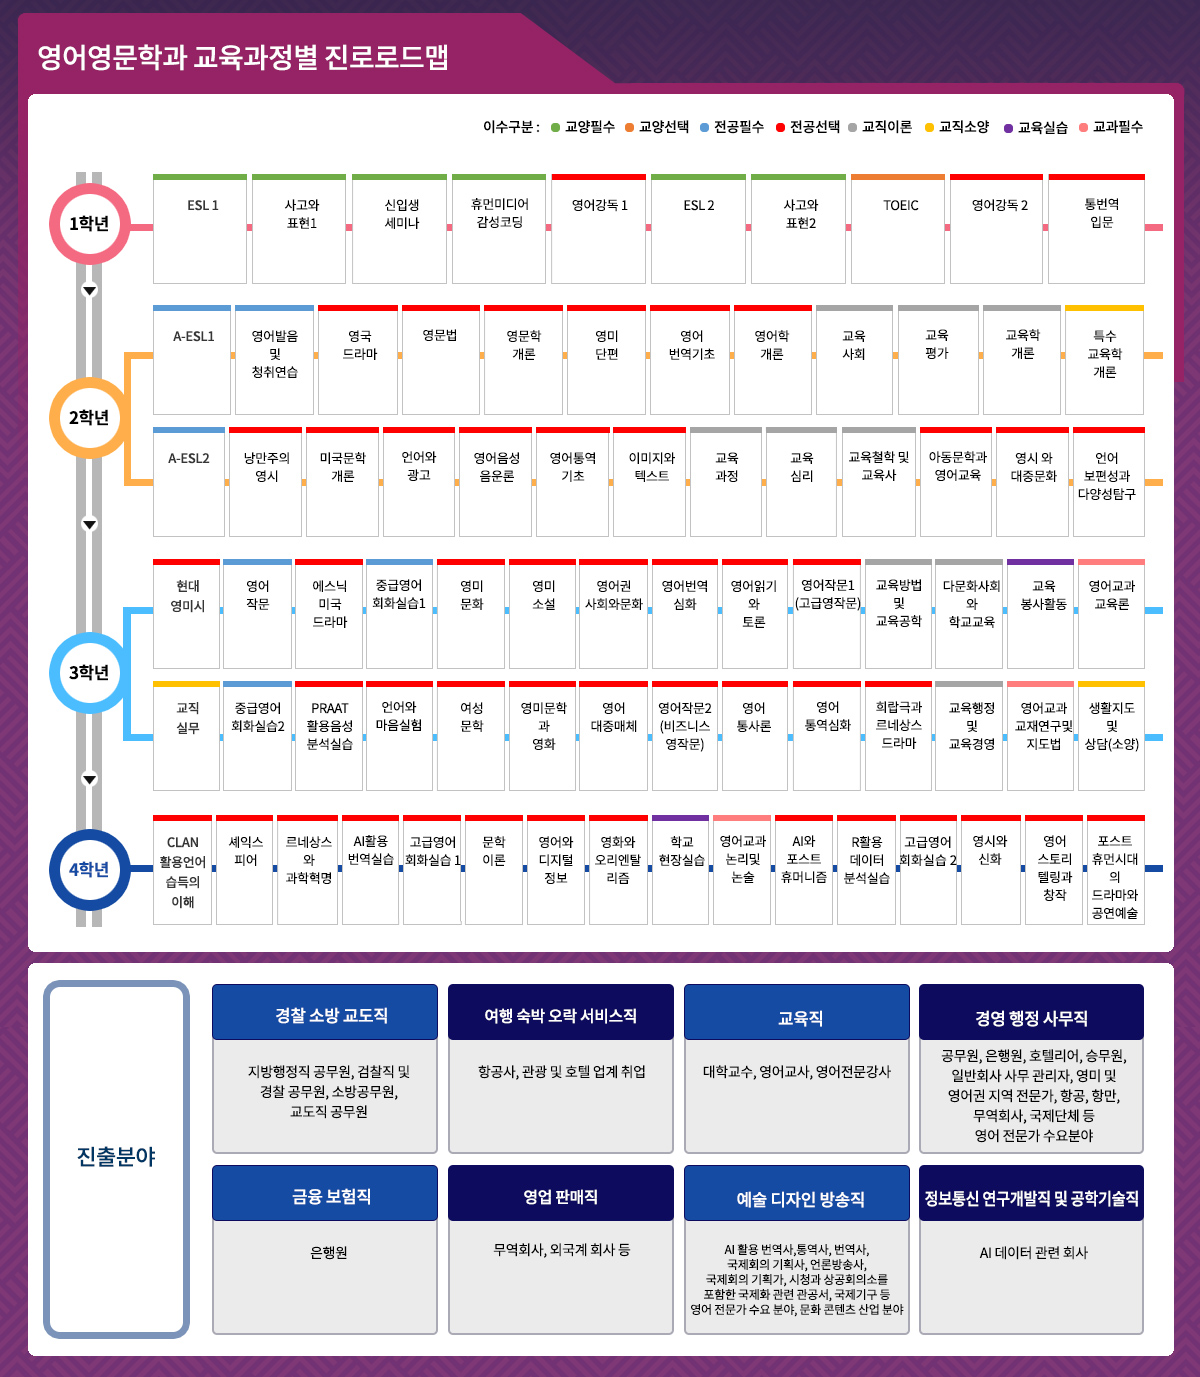 영어영문학과 교육과정별 진로로드맵
이수구분 : 교양필수 교양선택 전공필수 전공선택 교직이론 교직소양 교육실습 교과필수
1학년
ESL 1
사고와
표현1
신입생
세미나
휴먼미디어
감성코딩
영어강독 1
ESL 2
사고와
표현2
TOEIC
영어강독 2
통번역
입문
2학년
A-ESL1
영어발음
및
청취연습
영국
드라마
영문법
영문학
개론
영미
단편
영어
번역기초
영어학
개론
교육
사회
교육
평가
교육학
개론
특수
교육학
개론
A-ESL2
낭만주의
영시
미국문학
개론
언어와
광고
영어음성
음운론
영어통역
기초
이미지와
텍스트
교육
과정
교육
심리
교육철학 및
교육사
아동문학과
영어교육
영시 와
대중문화
언어
보편성과
다양성탐구
3학년
현대
영미시
영어
작문
에스닉
미국
드라마
중급영어
회화실습1
영미
문화
영미
소설
영어권
사회와문화
영어번역
심화
영어읽기
와
토론
영어작문1
(고급영작문)
교육방법
및
교육공학
다문화사회
와
학교교육
교육
봉사활동
영어교과
교육론
교직
실무
중급영어
회화실습2
PRAAT
활용음성
분석실습
언어와
마음실험
여성
문학
영미문학
과
영화
영어
대중매체
영어작문2
(비즈니스
영작문)
영어
통사론
영어
통역심화
희랍극과
르네상스
드라마
교육행정
및
교육경영
영어교과
교재연구및
지도법
생활지도
및
상담(소양)
4학년
CLAN
활용언어
습득의
이해
셰익스
피어
르네상스
와
과학혁명
AI활용
번역실습
고급영어
회화실습 1
문학
이론
영어와
디지털
정보
영화와
오리엔탈
리즘
학교
현장실습
영어교과
논리및
논술
AI와
포스트
휴머니즘
R활용
데이터
분석실습
고급영어
회화실습 2
영시와
신화
영어
스토리
텔링과
창작
포스트
휴먼시대
의
드라마와
공연예술
진출분야
경찰 소방 교도직
지방행정직 공무원, 검찰직 및
경찰 공무원, 소방공무원,
교도직 공무원
여행 숙박 오락 서비스직
항공사, 관광 및 호텔 업계 취업
교육직
대학교수, 영어교사, 영어전문강사
경영 행정 사무직
공무원, 은행원, 호텔리어, 승무원,
일반회사 사무 관리자, 영미 및
영어권 지역 전문가, 항공, 항만,
무역회사, 국제단체 등
영어 전문가 수요분야
금융 보험직
은행원
영업 판매직
무역회사, 외국계 회사 등
예술 디자인 방송직
AI 활용 번역사,통역사, 번역사,
국제회의 기획사, 언론방송사,
국제회의 기획가, 시청과 상공회의소를
포함한 국제화 관련 관공서, 국제기구 등
영어 전문가 수요 분야, 문화 콘텐츠 산업 분야
정보통신 연구개발직 및 공학기술직
AI 데이터 관련 회사